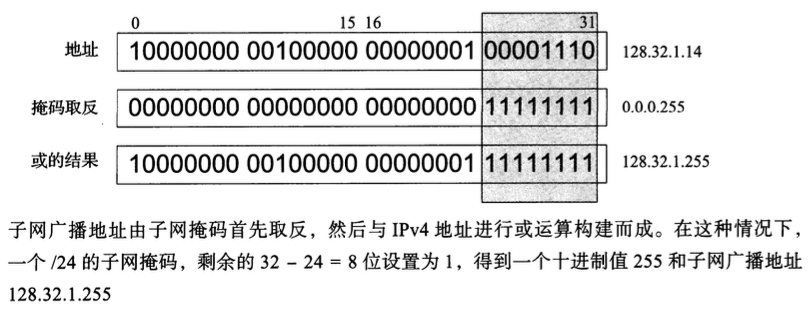 0 15 16 31
地址 10000000 00100000 00000001 00001110 128.32.1.14
掩码取反 00000000 00000000 00000000 11111111 0.0.0.255
或的结果 10000000 00100000 00000001 11111111 128.32.1.255
子网广播地址由子网掩码首先取反，然后与 IPv4 地址进行或运算构建而成。在这种情况下，
一个 /24 的子网掩码，剩余的 32 − 24 = 8 位设置为 1，得到一个十进制值 255 和子网广播地址
128.32.1.255